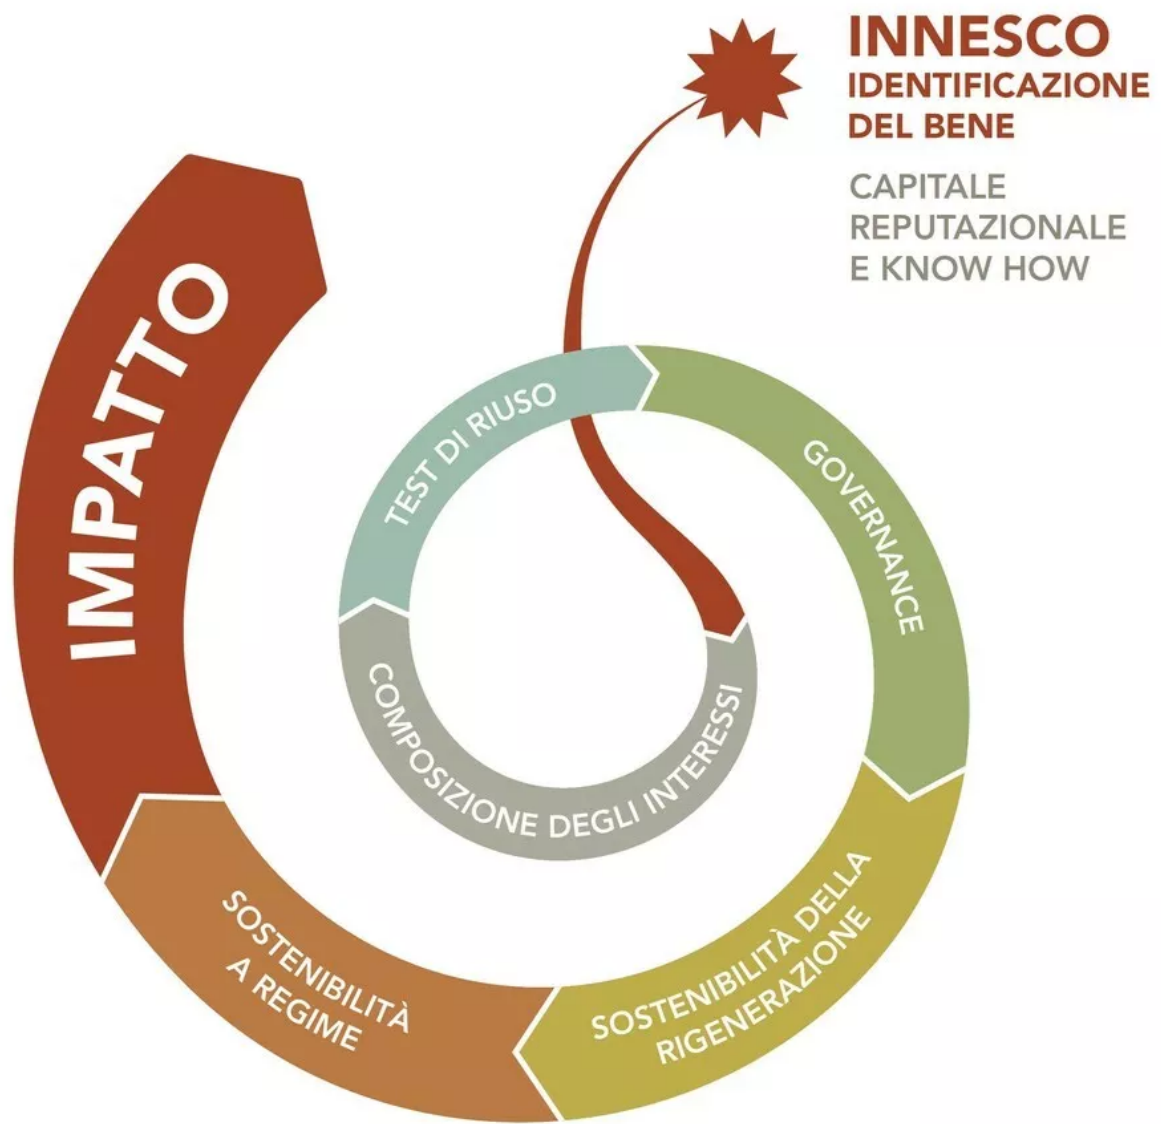 INNESCO
IDENTIFICAZIONE
DEL BENE
CAPITALE
REPUTAZIONALE
E KNOW HOW
COMPOSIZIONE DEGLI INTERESSI
TEST DI RIUSO
GOVERNANCE
SOSTENIBILITÀ DELLA
RIGENERAZIONE
SOSTENIBILITÀ
A REGIME
IMPATTO